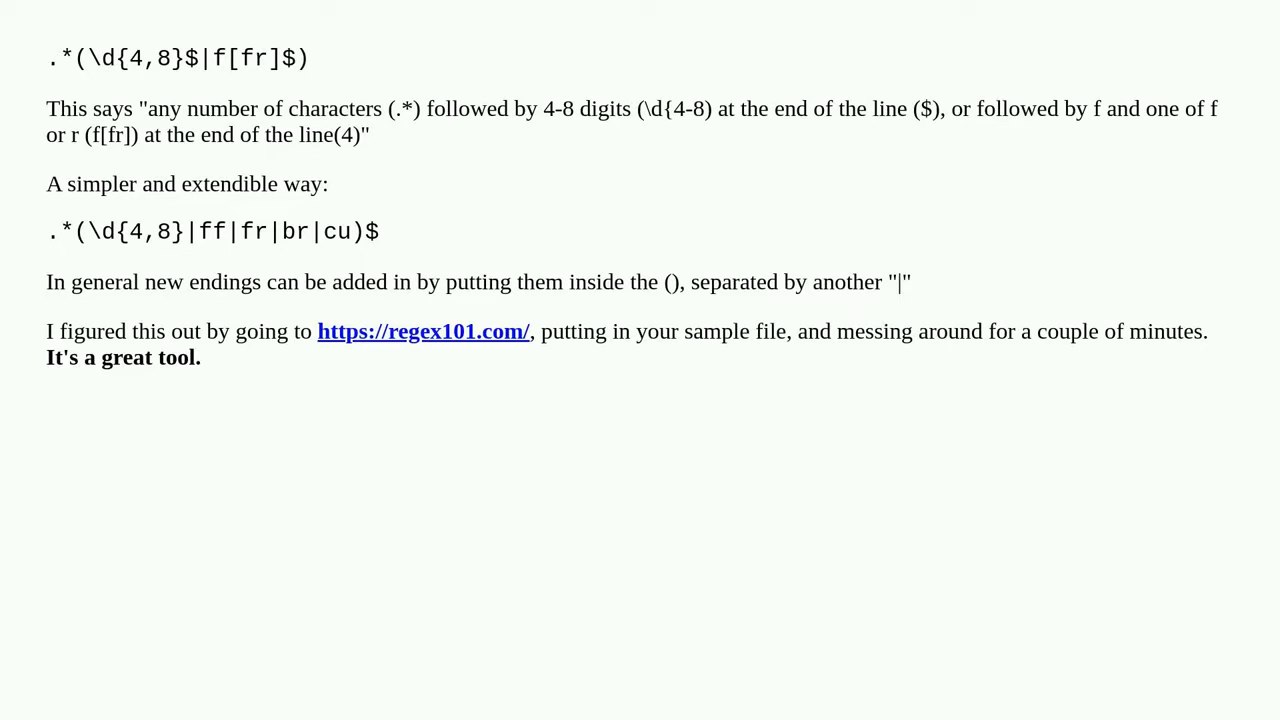 .*(\d{4,8}$|f[fr]$)
This says "any number of characters (.*) followed by 4-8 digits (\d{4-8) at the end of the line ($), or followed by f and one of f
or r (f[fr]) at the end of the line(4)"
A simpler and extendible way:
.*(\d{4,8}|ff|fr|br|cu)$
In general new endings can be added in by putting them inside the (), separated by another "|"
I figured this out by going to https://regex101.com/, putting in your sample file, and messing around for a couple of minutes.
It's a great tool.